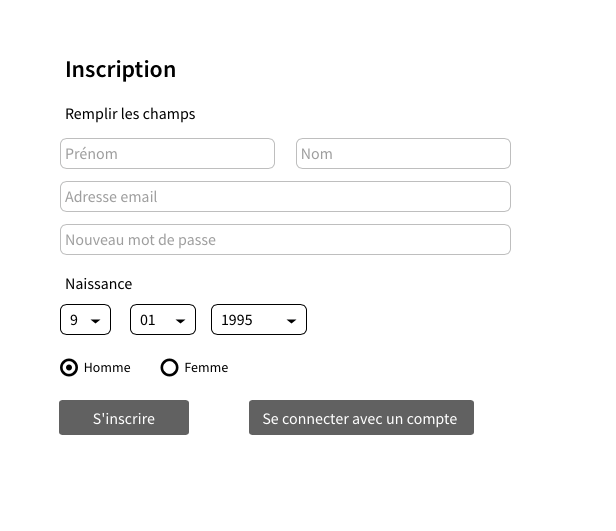 Inscription
Remplir les champs
Prénom Nom
Adresse email
Nouveau mot de passe
Naissance
9 01 1995
Homme Femme
S'inscrire Se connecter avec un compte